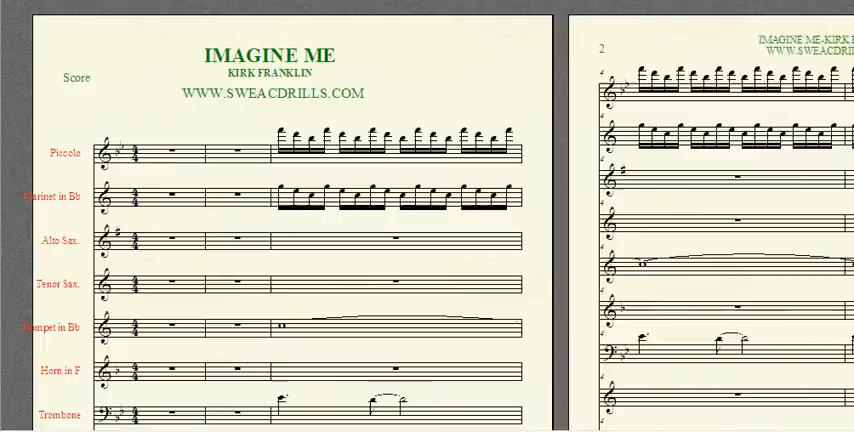 IMAGINE ME
KIRK FRANKLIN
Score
WWW.SWEACDRILLS.COM
Piccolo
Clarinet in Bb
Alto Sax.
Tenor Sax.
Trumpet in Bb
Horn in F
Trombone
2
IMAGINE ME-KIRK
WWW.SWEACDRIL